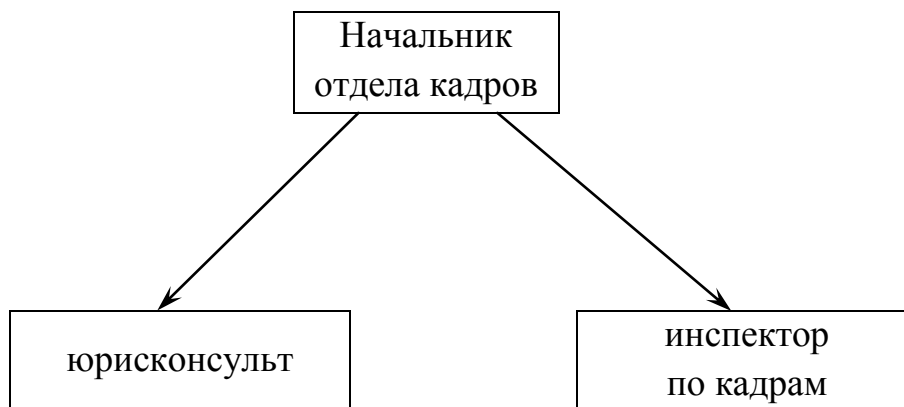 Начальник
отдела кадров
юрисконсульт
инспектор
по кадрам